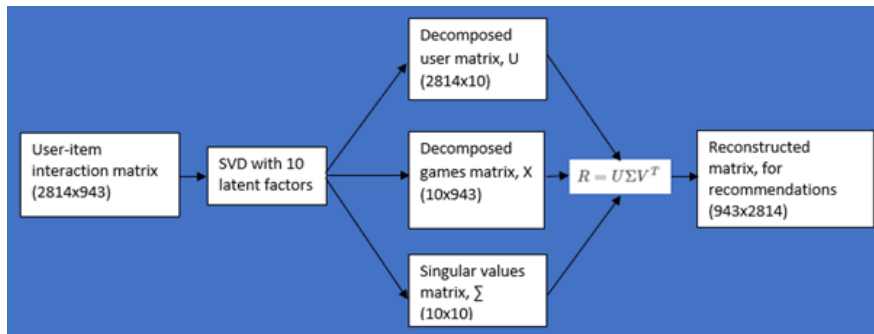 User-item
interaction matrix
(2814x943)
SVD with 10
latent factors
Decomposed
user matrix, U
(2814x10)
Decomposed
games matrix, X
(10x943)
Singular values
matrix, ∑
(10x10)
R = UΣV^T
Reconstructed
matrix, for
recommendations
(943x2814)